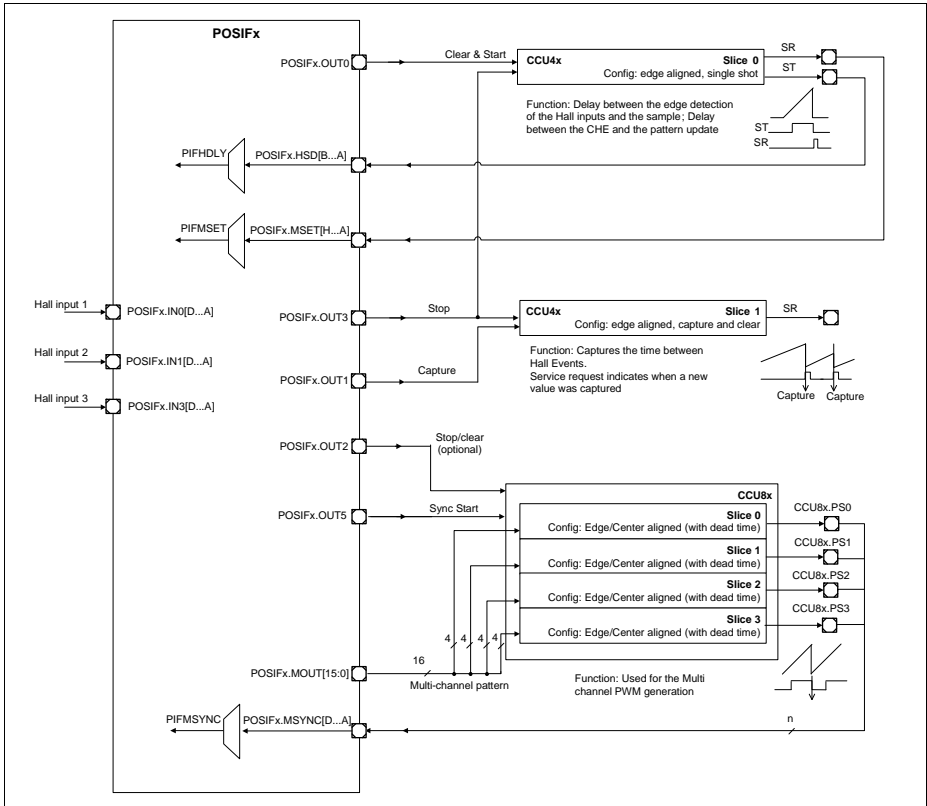 POSIFx
POSIFx.OUT0
Clear & Start
CCU4x
Slice 0
Config: edge aligned, single shot
SR
ST
Function: Delay between the edge detection
of the Hall inputs and the sample; Delay
between the CHE and the pattern update
ST
SR
PIFHDLY
POSIFx.HSD[B...A]
PIFMSET
POSIFx.MSET[H...A]
Hall input 1
POSIFx.IN0[D...A]
Hall input 2
POSIFx.IN1[D...A]
Hall input 3
POSIFx.IN3[D...A]
POSIFx.OUT3
Stop
CCU4x
Slice 1
Config: edge aligned, capture and clear
SR
Function: Captures the time between
Hall Events.
Service request indicates when a new
value was captured
Capture
Capture
POSIFx.OUT1
Capture
POSIFx.OUT2
Stop/clear
(optional)
POSIFx.OUT5
Sync Start
CCU8x
Slice 0
Config: Edge/Center aligned (with dead time)
CCU8x.PS0
Slice 1
Config: Edge/Center aligned (with dead time)
CCU8x.PS1
Slice 2
Config: Edge/Center aligned (with dead time)
CCU8x.PS2
Slice 3
Config: Edge/Center aligned (with dead time)
CCU8x.PS3
4
4
4
4
16
POSIFx.MOUT[15:0]
Multi-channel pattern
Function: Used for the Multi
channel PWM generation
PIFMSYNC
POSIFx.MSYNC[D...A]
n